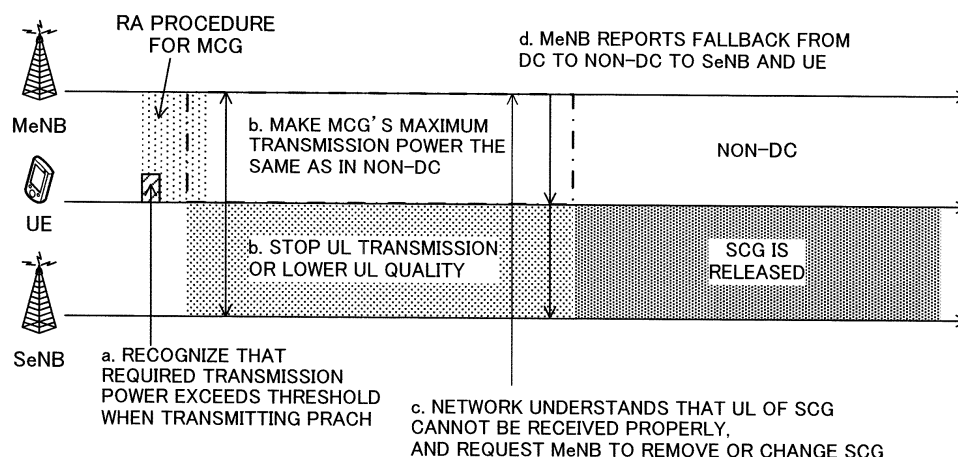 RA PROCEDURE
FOR MCG
d. MeNB REPORTS FALLBACK FROM
DC TO NON-DC TO SeNB AND UE
MeNB
b. MAKE MCG'S MAXIMUM
TRANSMISSION POWER THE
SAME AS IN NON-DC
NON-DC
UE
b. STOP UL TRANSMISSION
OR LOWER UL QUALITY
SCG IS
RELEASED
SeNB
a. RECOGNIZE THAT
REQUIRED TRANSMISSION
POWER EXCEEDS THRESHOLD
WHEN TRANSMITTING PRACH
c. NETWORK UNDERSTANDS THAT UL OF SCG
CANNOT BE RECEIVED PROPERLY,
AND REQUEST MeNB TO REMOVE OR CHANGE SCG